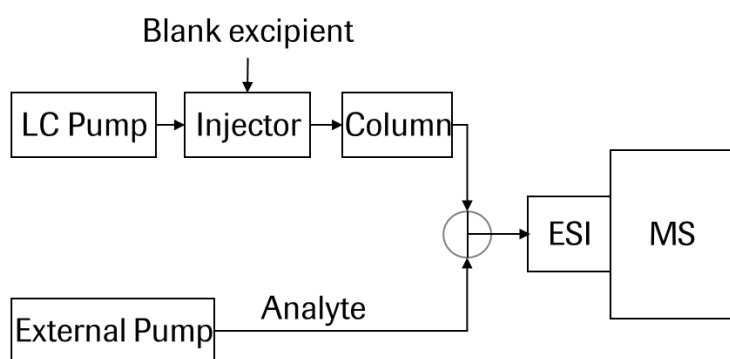 Blank excipient
LC Pump
Injector
Column
ESI
MS
Analyte
External Pump